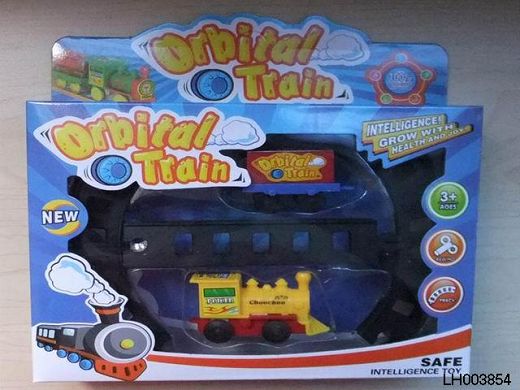 Orbital
Train
Orbital
Train
INTELLIGENCE!
GROW WITH
HEALTH AND JOY
Orbital
Train
NEW
3+
AGES
Chouchou
SAFE
INTELLIGENCE TOY
LH003854